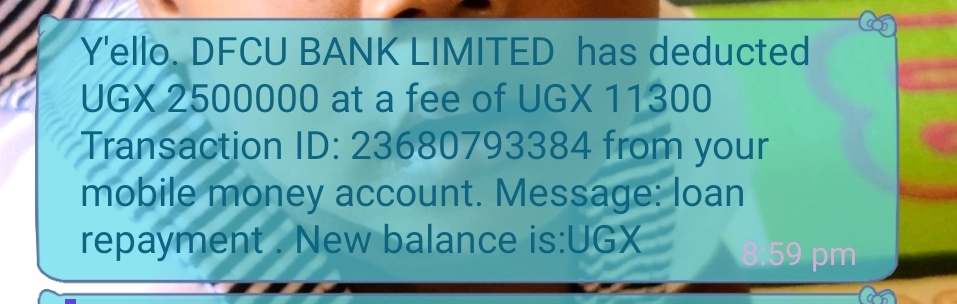 Y'ello. DFCU BANK LIMITED  has deducted
UGX 2500000 at a fee of UGX 11300
Transaction ID: 23680793384 from your
mobile money account. Message: loan
repayment . New balance is:UGX
8:59 pm